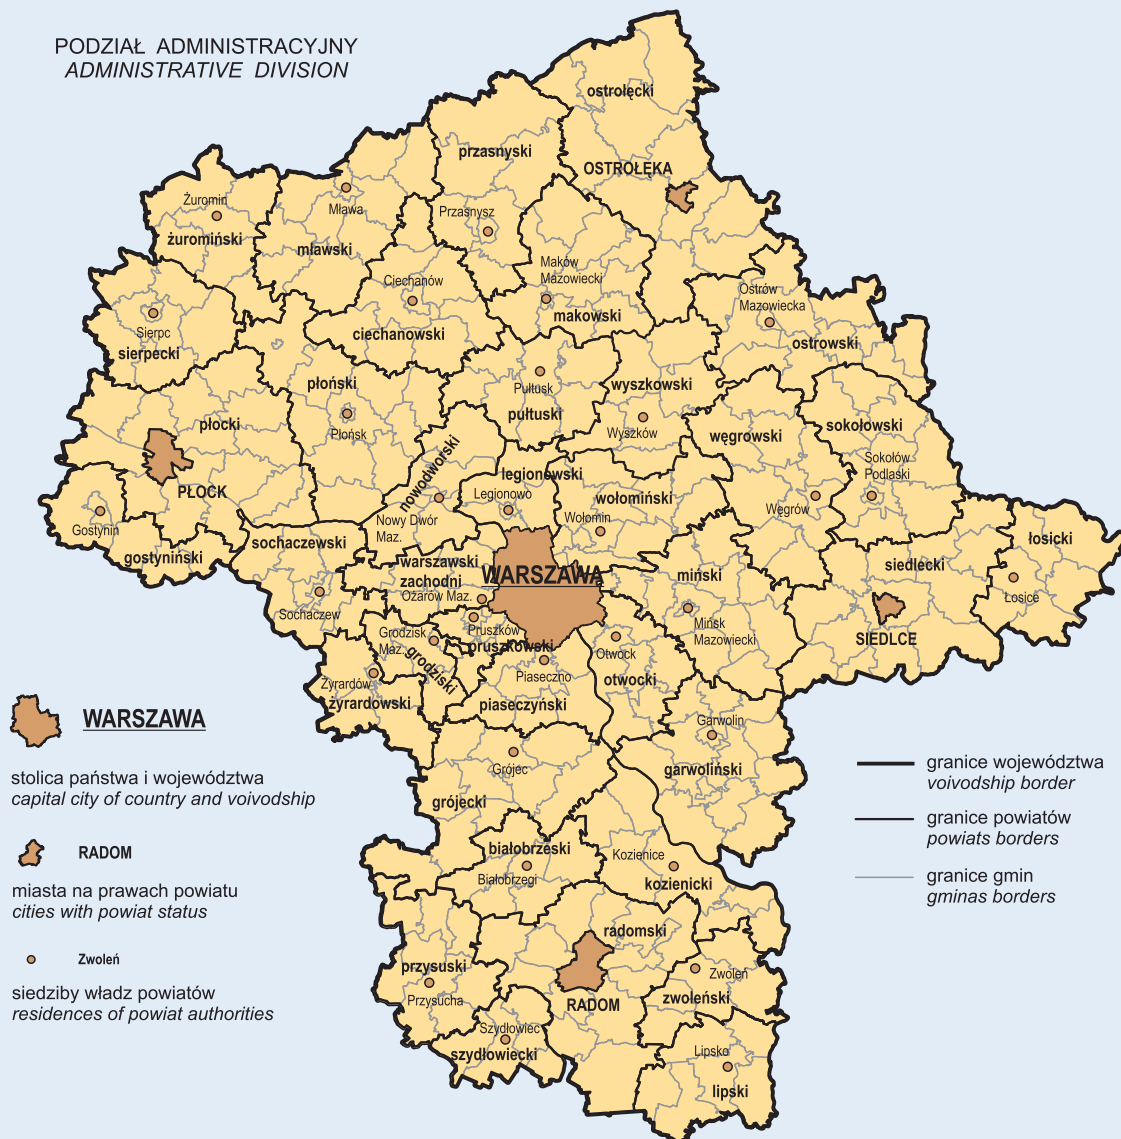 PODZIAŁ ADMINISTRACYJNY
ADMINISTRATIVE DIVISION
ostrołęcki
przasnyski
OSTROŁĘKA
Żuromin
Mława
Przasnysz
żuromiński
mławski
Maków
Mazowiecki
Ciechanów
Ostrów
Mazowiecka
makowski
Sierpc
ciechanowski
ostrowski
sierpecki
płoński
Pułtusk
wyszkowski
pułtuski
płocki
Płońsk
Wyszków
węgrowski
sokołowski
nowodworski
Sokołów
Podlaski
legionowski
PŁOCK
Legionowo
wołomiński
Węgrów
Gostynin
Nowy Dwór
Maz.
Wołomin
sochaczewski
łosicki
gostyniński
warszawski
zachodni
siedlecki
WARSZAWA
miński
Ożarów Maz.
Łosice
Sochaczew
Mińsk
Mazowiecki
Pruszków
SIEDLCE
Grodzisk
Maz.
pruszkowski
Otwock
grodziski
Piaseczno
otwocki
Żyrardów
żyrardowski
piaseczyński
Garwolin
Grójec
garwoliński
grójecki
białobrzeski
Kozienice
Białobrzegi
kozienicki
radomski
przysuski
Zwoleń
Przysucha
RADOM
zwoleński
Szydłowiec
szydłowiecki
Lipsko
lipski
WARSZAWA
stolica państwa i województwa
capital city of country and voivodship
RADOM
miasta na prawach powiatu
cities with powiat status
Zwoleń
siedziby władz powiatów
residences of powiat authorities
granice województwa
voivodship border
granice powiatów
powiats borders
granice gmin
gminas borders